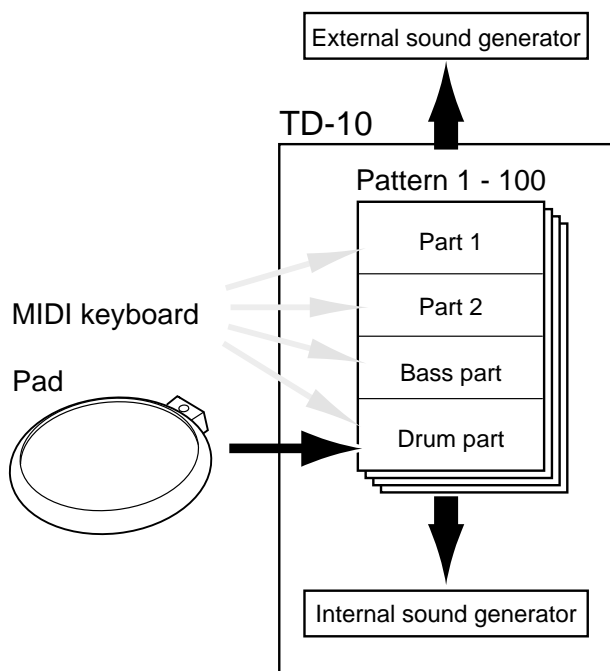 External sound generator
TD-10
Pattern 1 - 100
Part 1
Part 2
MIDI keyboard
Bass part
Pad
Drum part
Internal sound generator